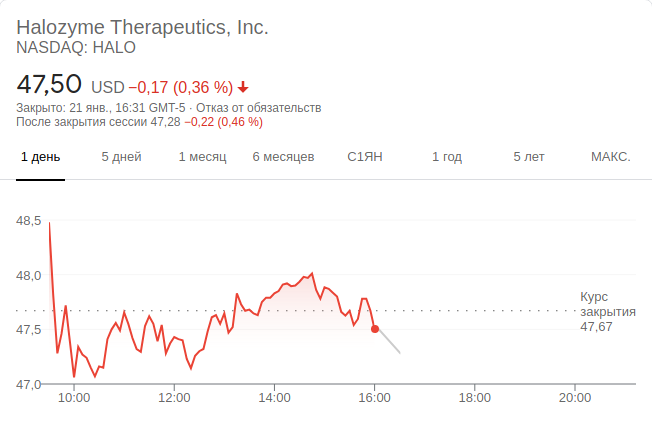 Halozyme Therapeutics, Inc.
NASDAQ: HALO
47,50 USD −0,17 (0,36 %)
Закрыто: 21 янв., 16:31 GMT-5 · Отказ от обязательств
После закрытия сессии 47,28 −0,22 (0,46 %)
1 день 5 дней 1 месяц 6 месяцев С1ЯН 1 год 5 лет МАКС.
48,5
48,0
Курс
закрытия
47.67
47.5
47,0
10:00 12:00 14:00 16:00 18:00 20:00